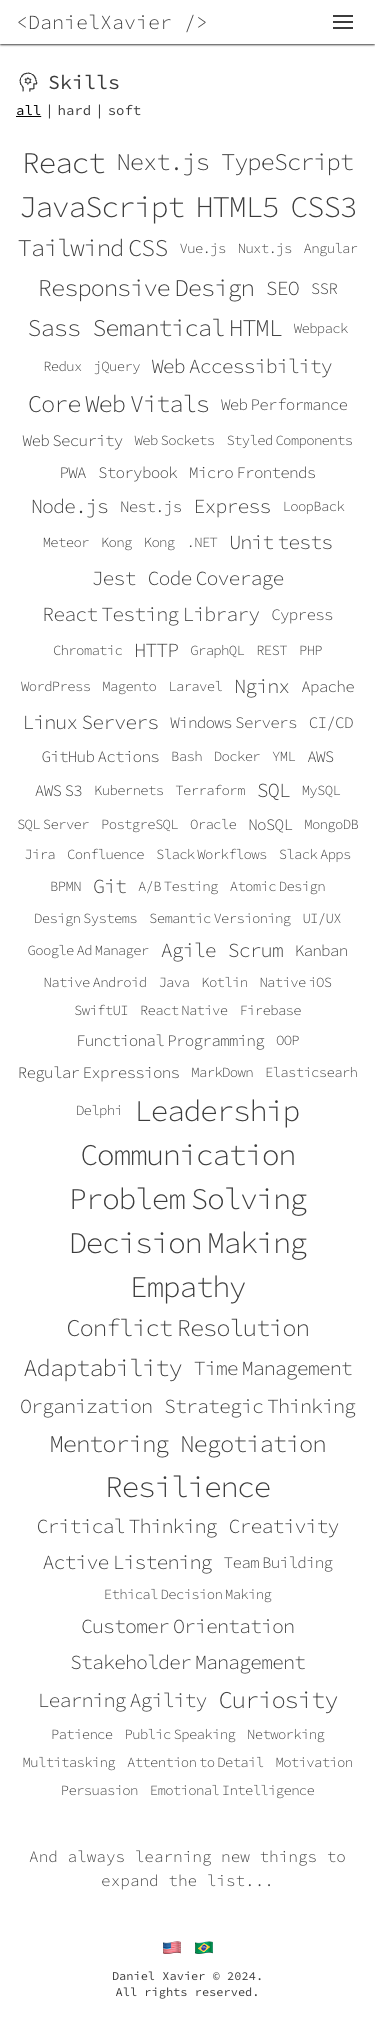 <DanielXavier />
Skills
all | hard | soft
React Next.js TypeScript
JavaScript HTML5 CSS3
Tailwind CSS Vue.js Nuxt.js Angular
Responsive Design SEO SSR
Sass Semantical HTML Webpack
Redux jQuery Web Accessibility
Core Web Vitals Web Performance
Web Security Web Sockets Styled Components
PWA Storybook Micro Frontends
Node.js Nest.js Express LoopBack
Meteor Kong Kong .NET Unit tests
Jest Code Coverage
React Testing Library Cypress
Chromatic HTTP GraphQL REST PHP
WordPress Magento Laravel Nginx Apache
Linux Servers Windows Servers CI/CD
GitHub Actions Bash Docker YML AWS
AWS S3 Kubernetes Terraform SQL MySQL
SQL Server PostgreSQL Oracle NoSQL MongoDB
Jira Confluence Slack Workflows Slack Apps
BPMN Git A/B Testing Atomic Design
Design Systems Semantic Versioning UI/UX
Google Ad Manager Agile Scrum Kanban
Native Android Java Kotlin Native iOS
SwiftUI React Native Firebase
Functional Programming OOP
Regular Expressions MarkDown Elasticsearh
Delphi Leadership
Communication
Problem Solving
Decision Making
Empathy
Conflict Resolution
Adaptability Time Management
Organization Strategic Thinking
Mentoring Negotiation
Resilience
Critical Thinking Creativity
Active Listening Team Building
Ethical Decision Making
Customer Orientation
Stakeholder Management
Learning Agility Curiosity
Patience Public Speaking Networking
Multitasking Attention to Detail Motivation
Persuasion Emotional Intelligence
And always learning new things to
expand the list...
Daniel Xavier © 2024.
All rights reserved.